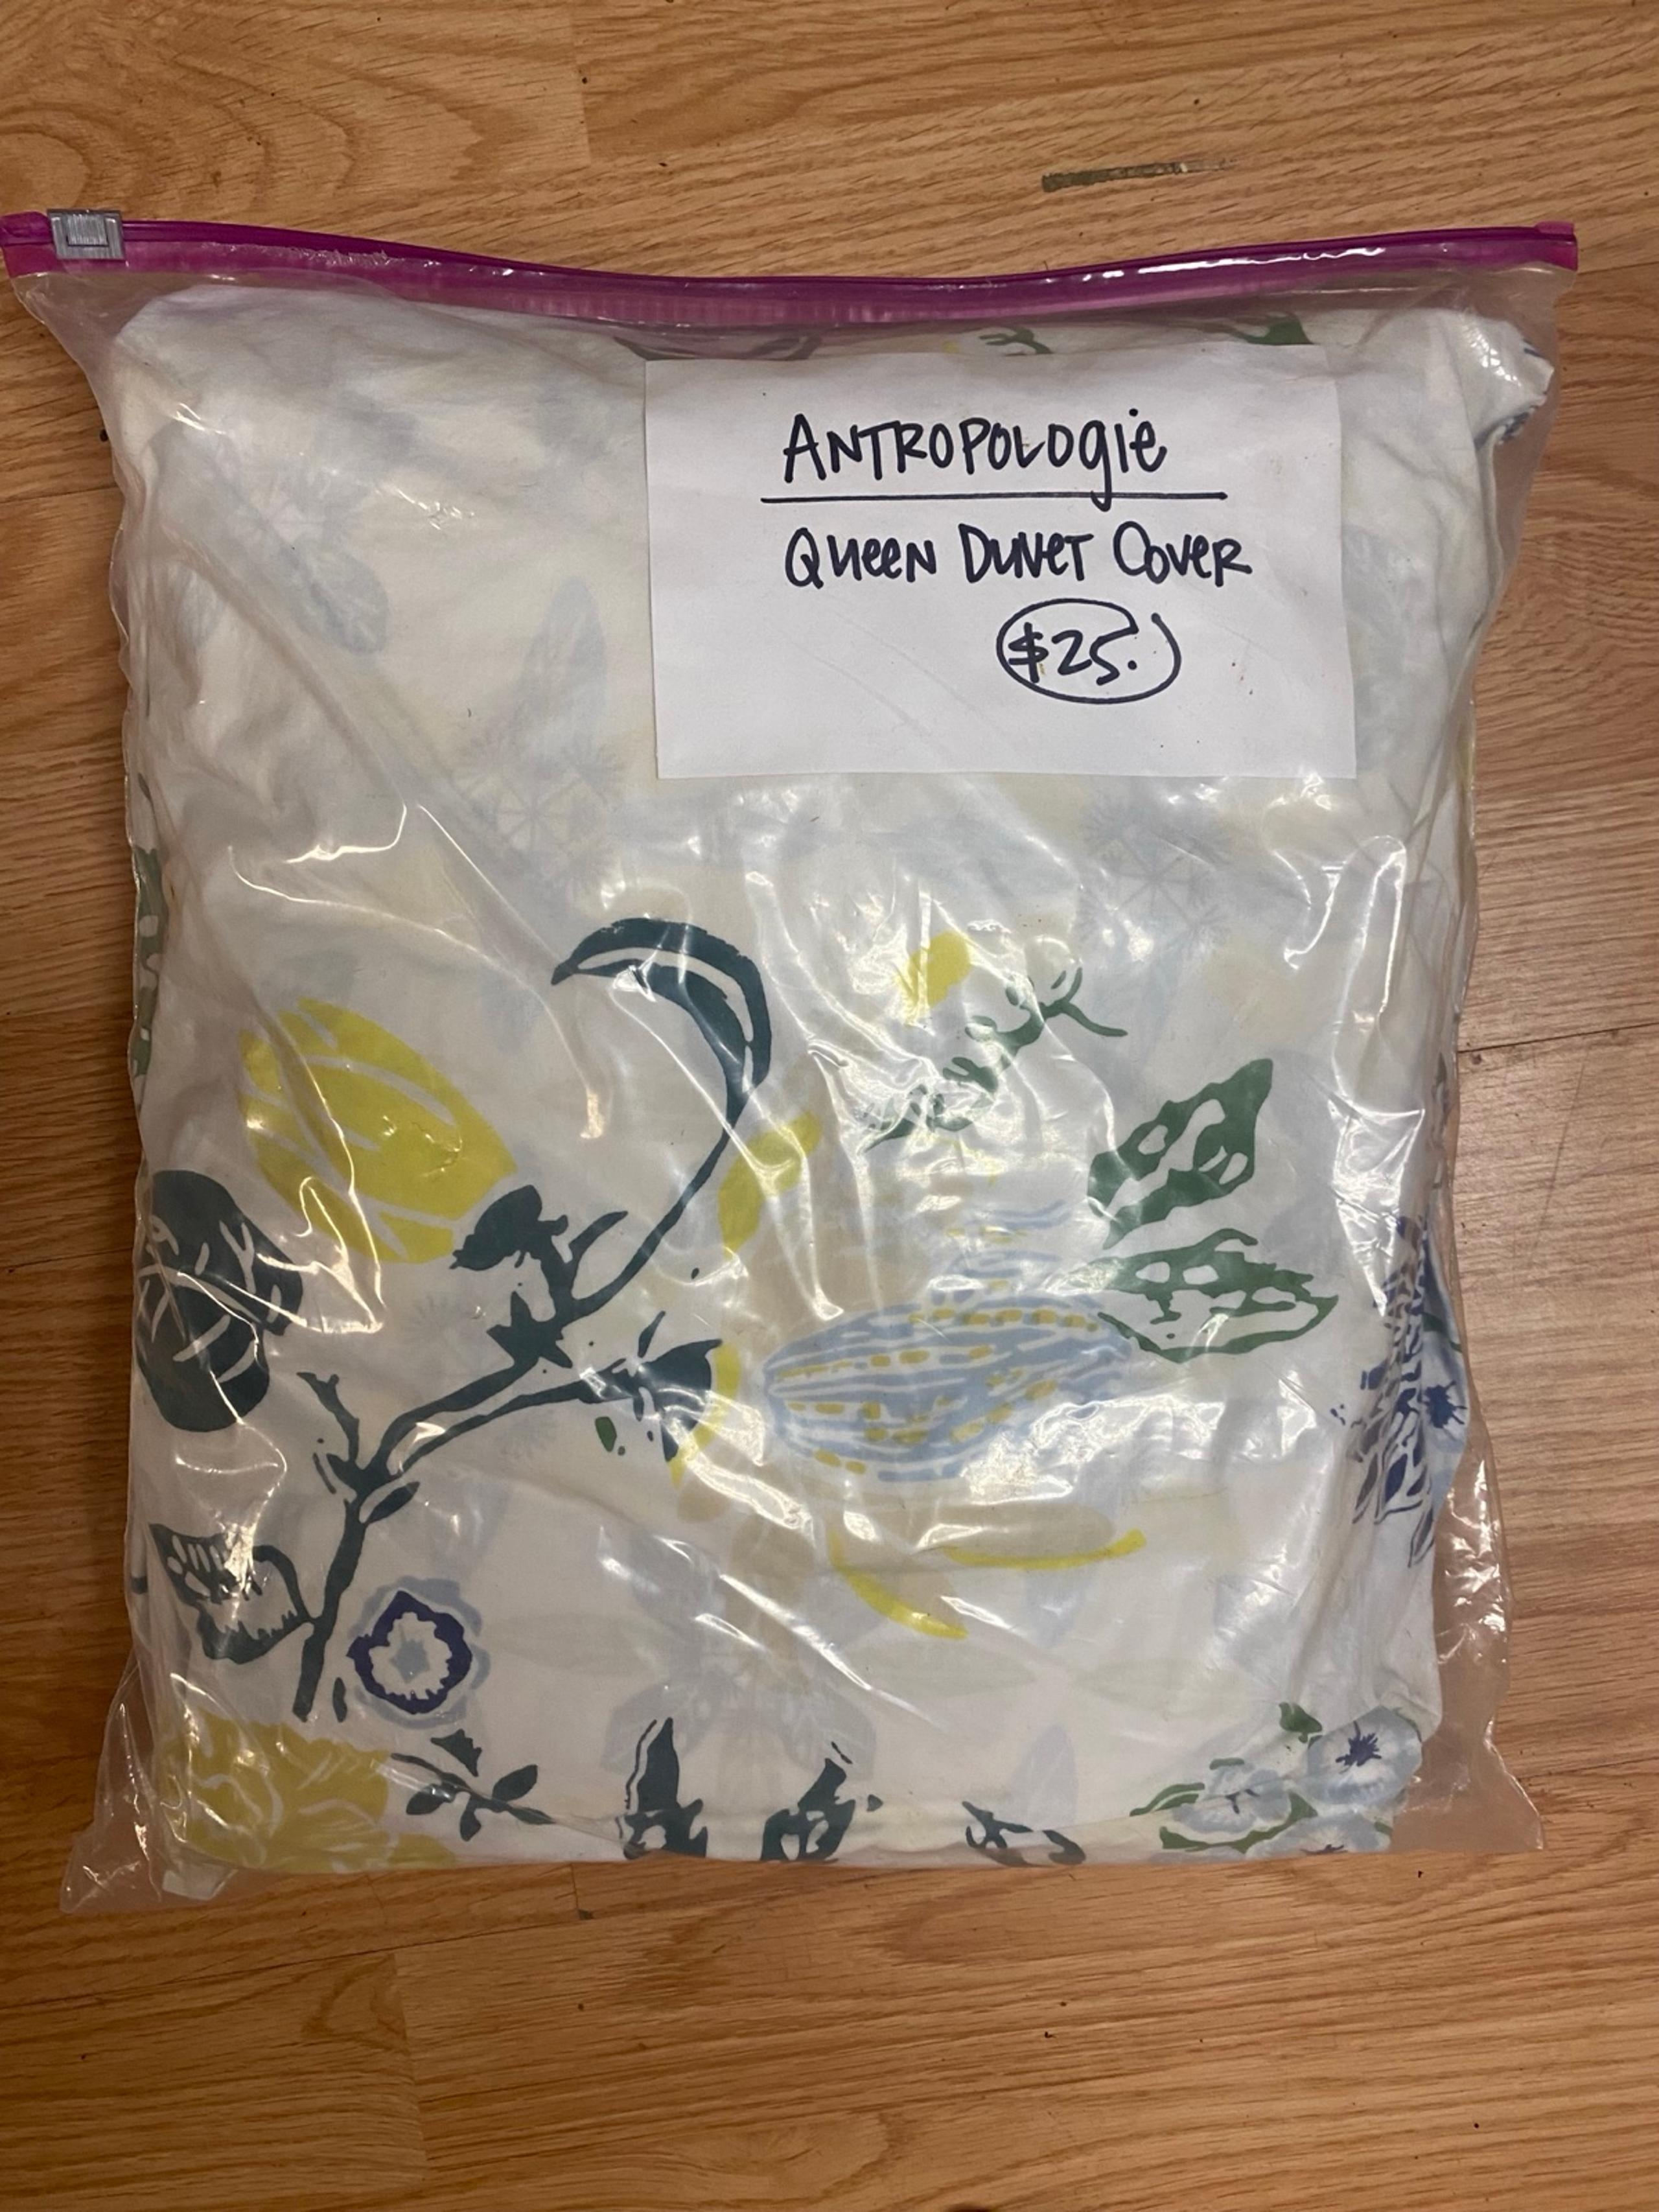 ANTROPOLOGiE
QUEEN DUVET COVER
$25.